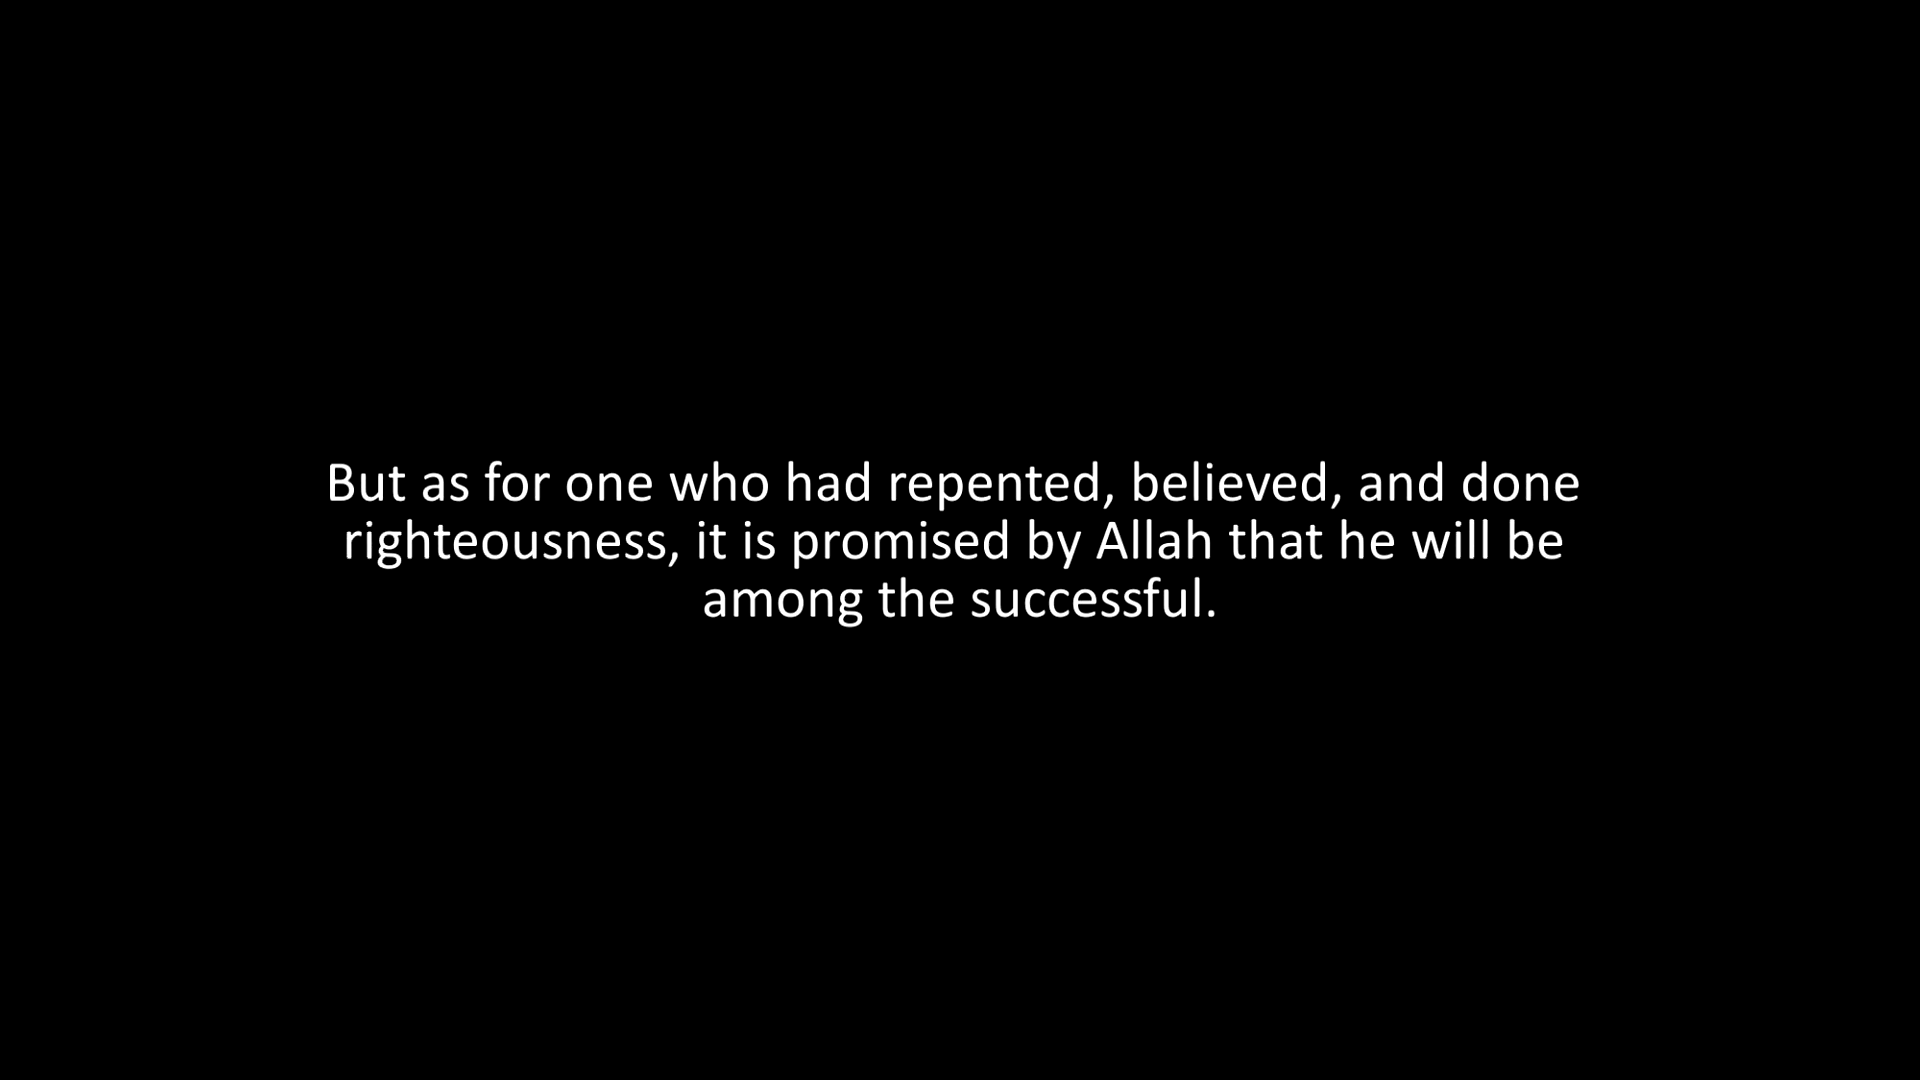 But as for one who had repented, believed, and done
righteousness, it is promised by Allah that he will be
among the successful.